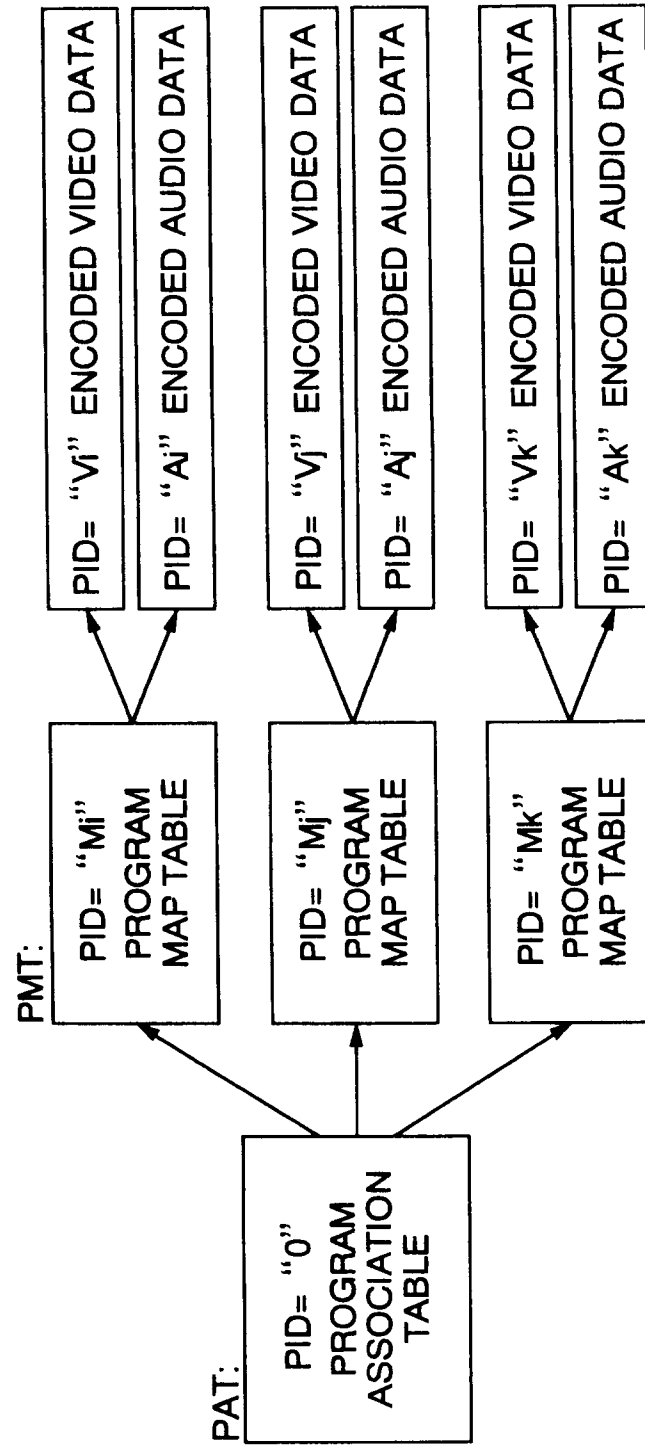 PAT:
PID= “0”
PROGRAM
ASSOCIATION
TABLE
PMT:
PID= “Mi”
PROGRAM
MAP TABLE
PID= “Mj”
PROGRAM
MAP TABLE
PID= “Mk”
PROGRAM
MAP TABLE
PID= “Vi” ENCODED VIDEO DATA
PID= “Ai” ENCODED AUDIO DATA
PID= “Vj” ENCODED VIDEO DATA
PID= “Aj” ENCODED AUDIO DATA
PID= “Vk” ENCODED VIDEO DATA
PID= “Ak” ENCODED AUDIO DATA